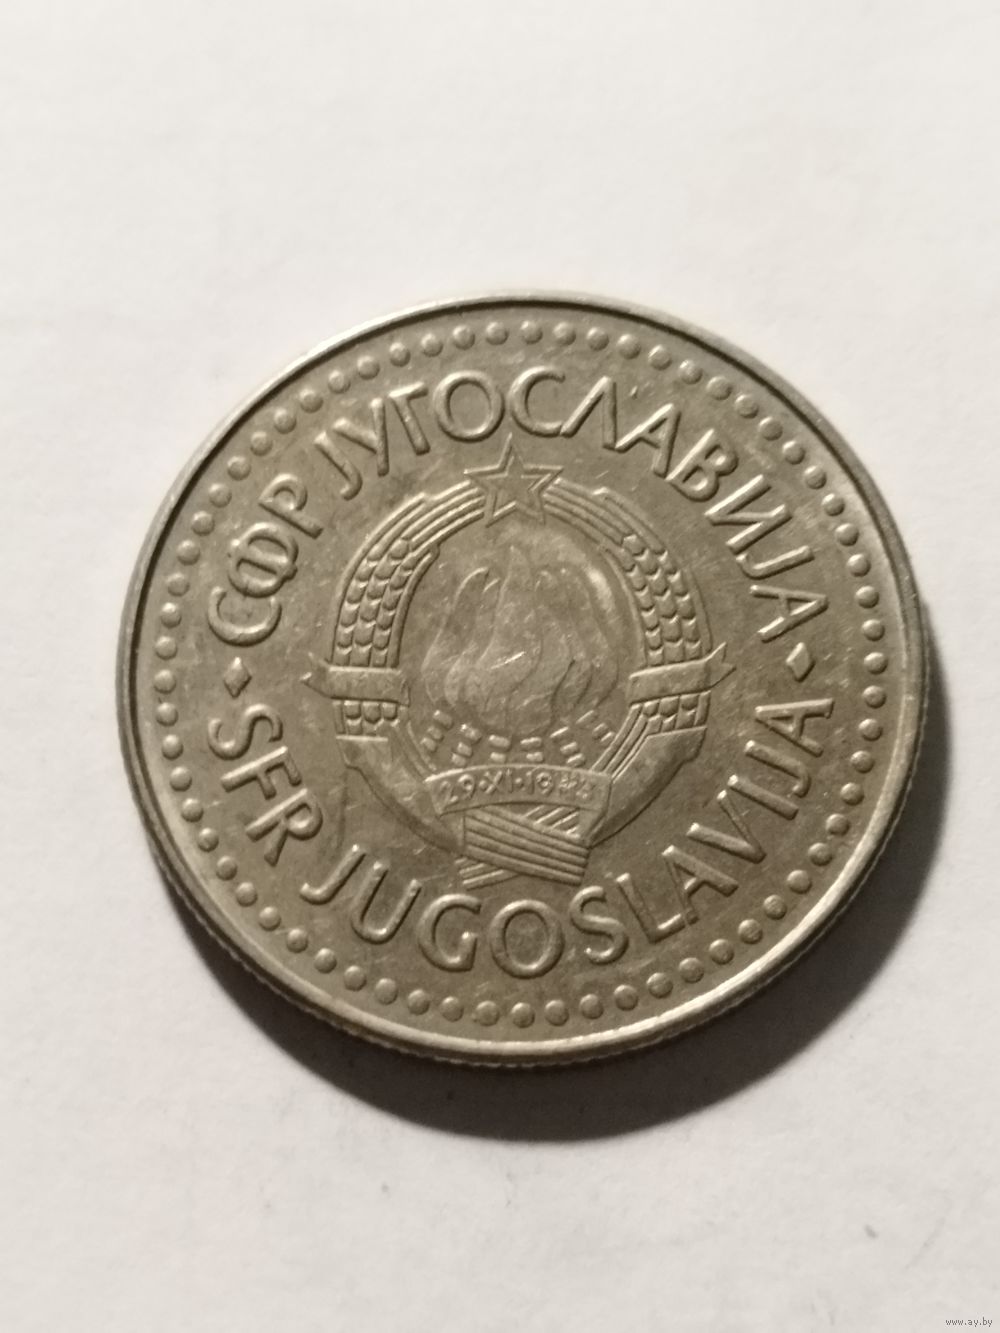 СФР ЈУГОСЛАВИЈА
SFR JUGOSLAVIJA
29·XI·1943
www.ay.by